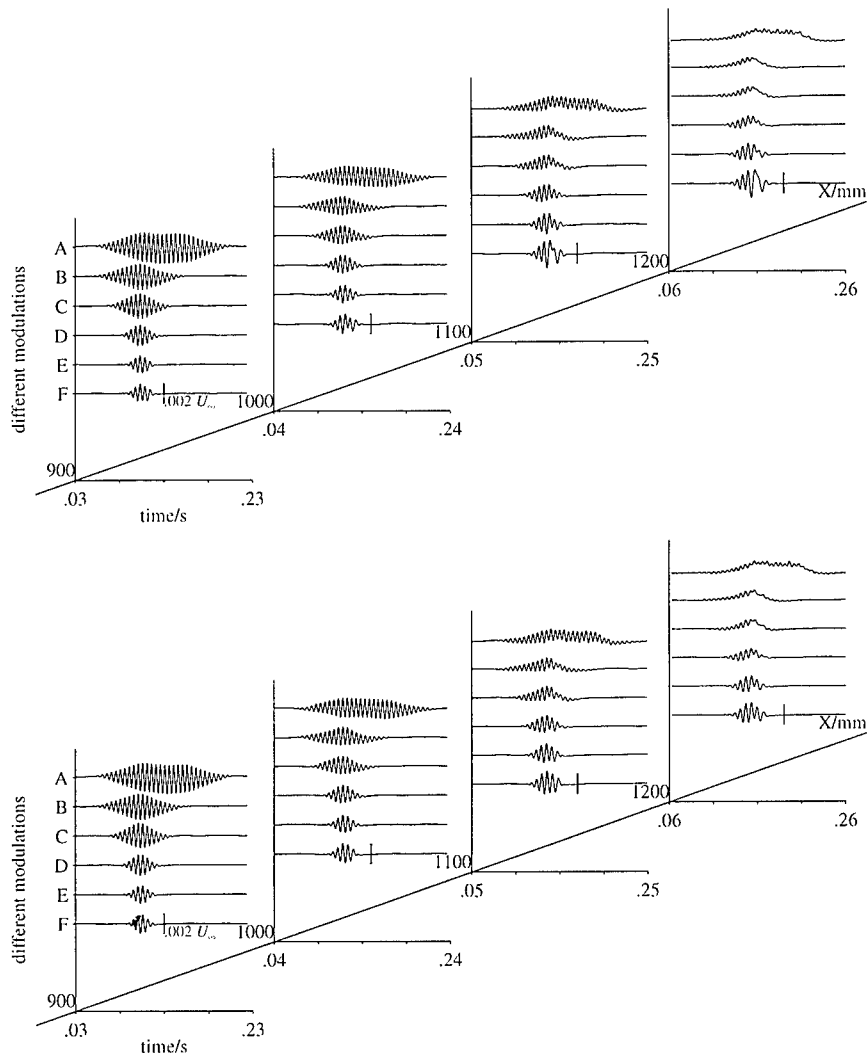 X/mm
1200
.06 .26
A
B
C
D
E
F
different modulations
1100
.05 .25
.002 U∞
1000
.04 .24
900
.03 .23
time/s
X/mm
1200
.06 .26
A
B
C
D
E
F
different modulations
1100
.05 .25
.002 U∞
1000
.04 .24
900
.03 .23
time/s